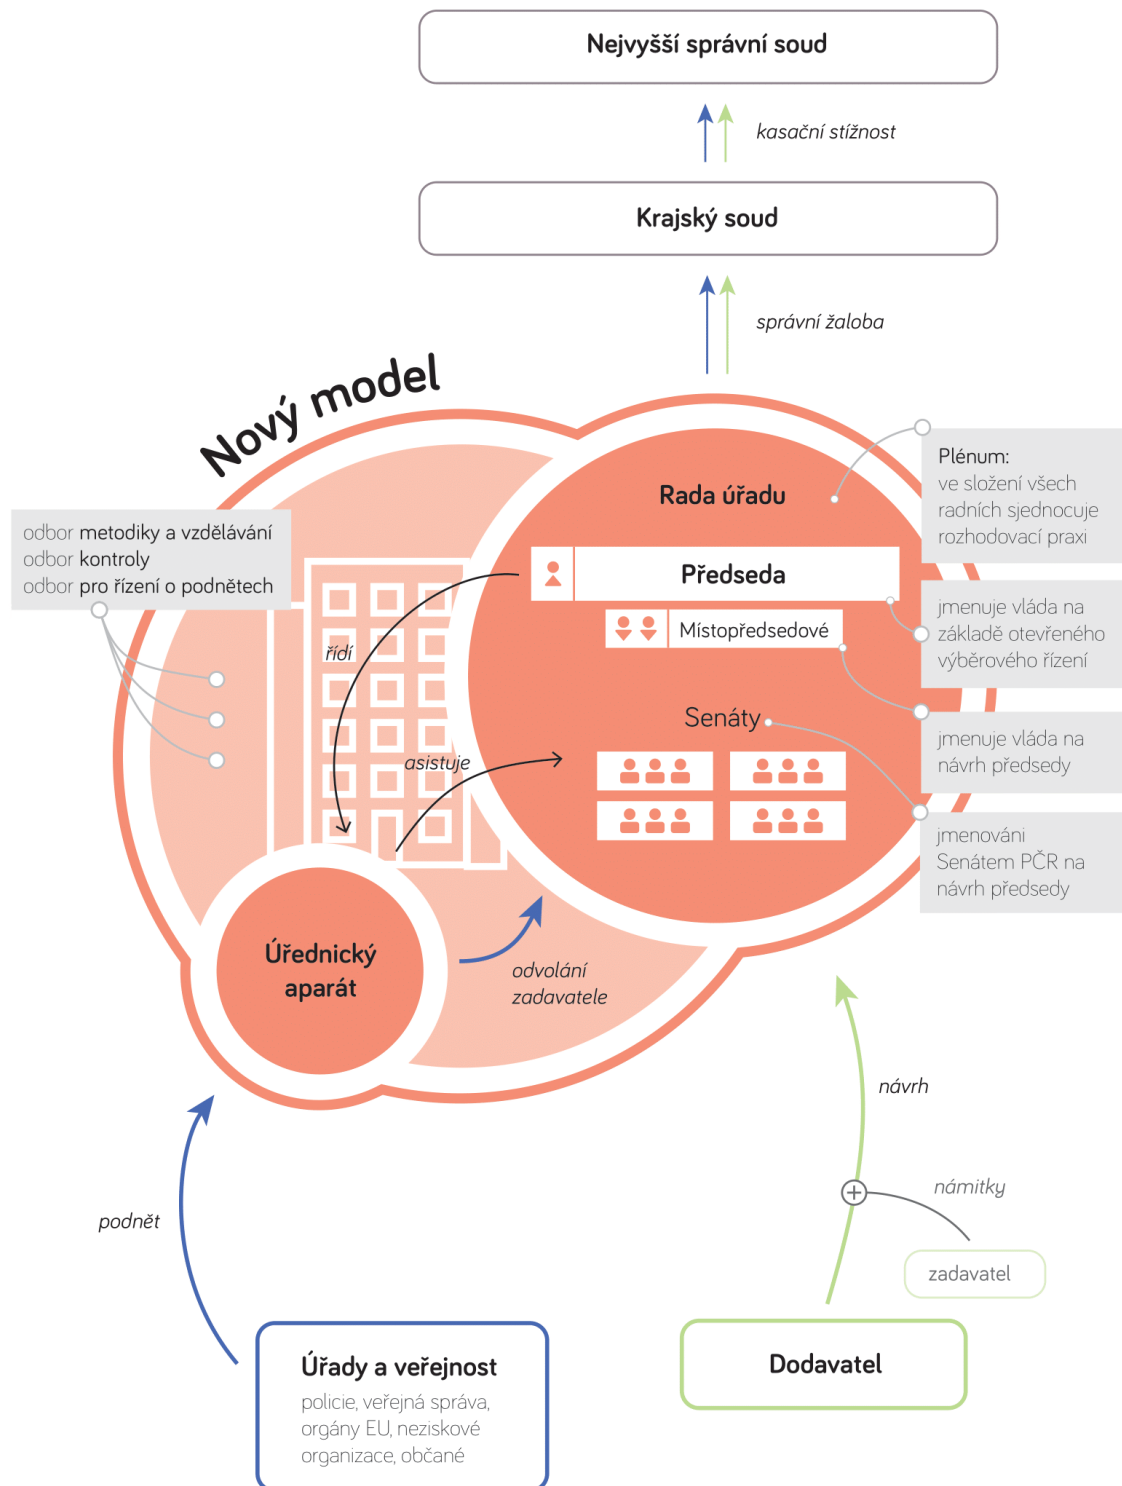 Nejvyšší správní soud
kasační stížnost
Krajský soud
správní žaloba
Nový model
Rada úřadu
Plénum:
ve složení všech
radních sjednocuje
rozhodovací praxi
odbor metodiky a vzdělávání
odbor kontroly
odbor pro řízení o podnětech
Předseda
jmenuje vláda na
základě otevřeného
výběrového řízení
Místopředsedové
řídí
Senáty
jmenuje vláda na
návrh předsedy
asistuje
jmenováni
Senátem PČR na
návrh předsedy
Úřednický
aparát
odvolání
zadavatele
návrh
námitky
podnět
zadavatel
Úřady a veřejnost
policie, veřejná správa,
orgány EU, neziskové
organizace, občané
Dodavatel